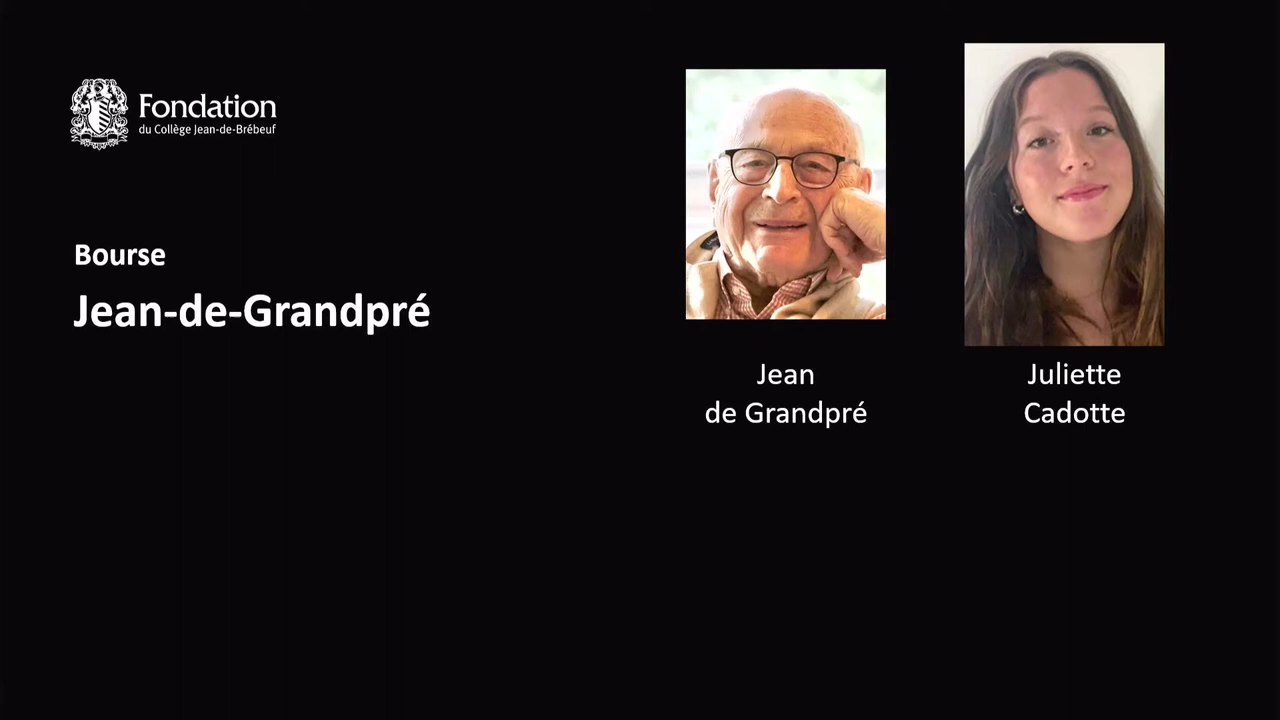 Fondation
du Collège Jean-de-Brébeuf
Bourse
Jean-de-Grandpré
Jean
de Grandpré
Juliette
Cadotte